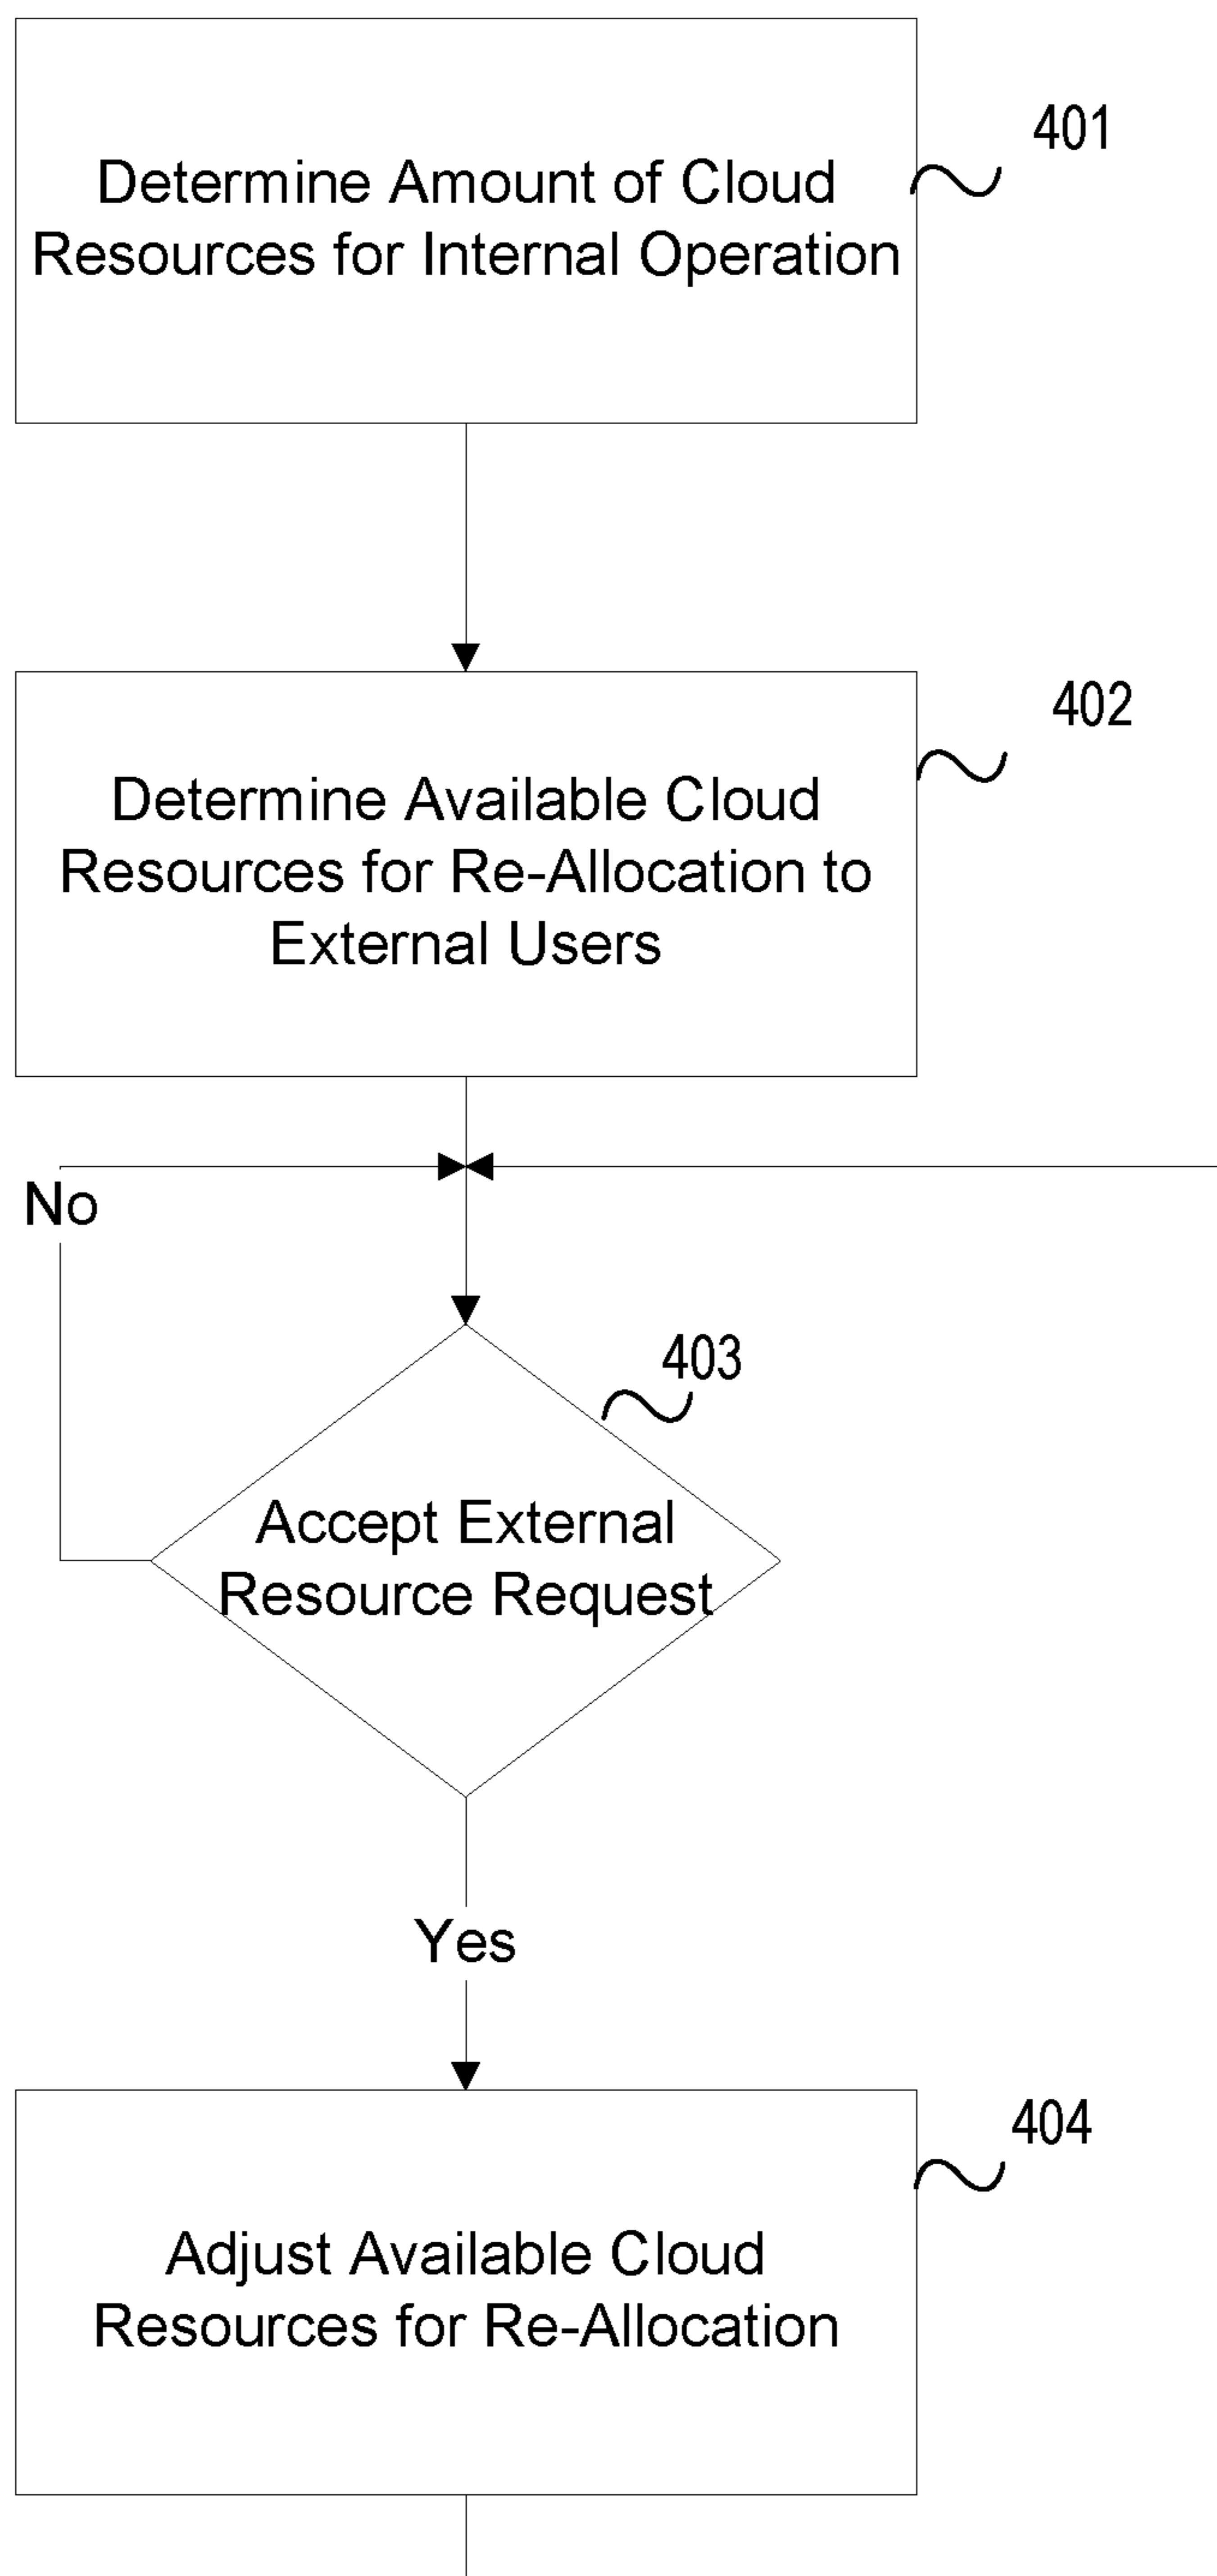 401
Determine Amount of Cloud
Resources for Internal Operation
402
Determine Available Cloud
Resources for Re-Allocation to
External Users
No
403
Accept External
Resource Request
Yes
404
Adjust Available Cloud
Resources for Re-Allocation